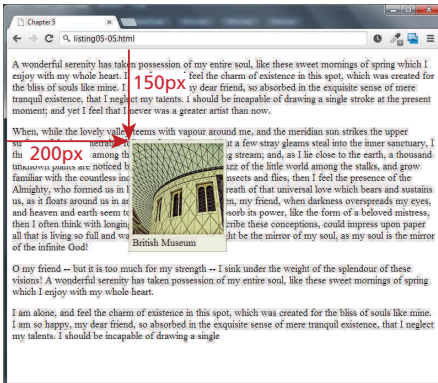 Chapter 5
listing05-05.html
A wonderful serenity has taken possession of my entire soul, like these sweet mornings of spring which I
enjoy with my whole heart. I feel the charm of existence in this spot, which was created for
the bliss of souls like mine. I my dear friend, so absorbed in the exquisite sense of mere
tranquil existence, that I neglect my talents. I should be incapable of drawing a single stroke at the present
moment; and yet I feel that I never was a greater artist than now.
150px
When, while the lovely valley teems with vapour around me, and the meridian sun strikes the upper
but a few stray gleams steal into the inner sanctuary, I
200px
among the stream; and, as I lie close to the earth, a thousand
unknown plants are noticed buzz of the little world among the stalks, and grow
familiar with the countless insects and flies, then I feel the presence of the
Almighty, who formed us in breath of that universal love which bears and sustains
us, as it floats around us in an my friend, when darkness overspreads my eyes,
and heaven and earth seem to absorb its power, like the form of a beloved mistress,
then I often think with longing describe these conceptions, could impress upon paper
all that is living so full and might be the mirror of my soul, as my soul is the mirror
of the infinite God!
British Museum
O my friend -- but it is too much for my strength -- I sink under the weight of the splendour of these
visions! A wonderful serenity has taken possession of my entire soul, like these sweet mornings of spring
which I enjoy with my whole heart.
I am alone, and feel the charm of existence in this spot, which was created for the bliss of souls like mine.
I am so happy, my dear friend, so absorbed in the exquisite sense of mere tranquil existence, that I neglect
my talents. I should be incapable of drawing a single